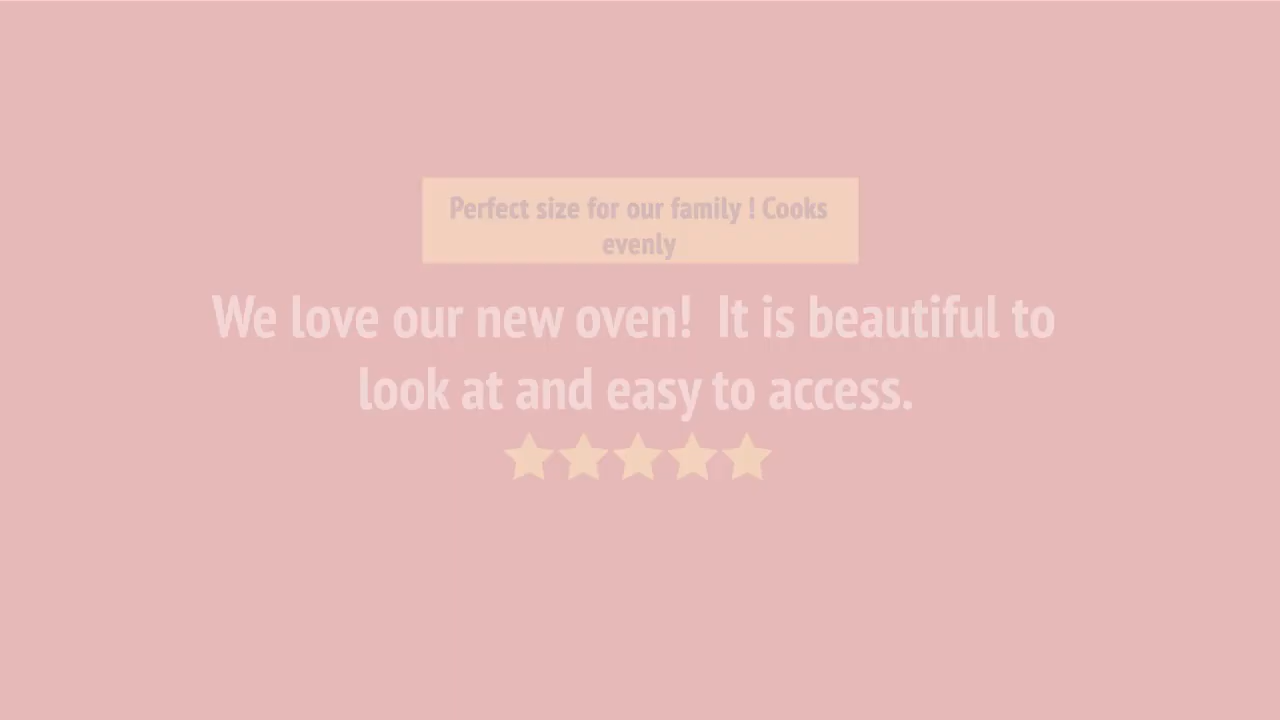 Perfect size for our family ! Cooks
evenly
We love our new oven!  It is beautiful to
look at and easy to access.